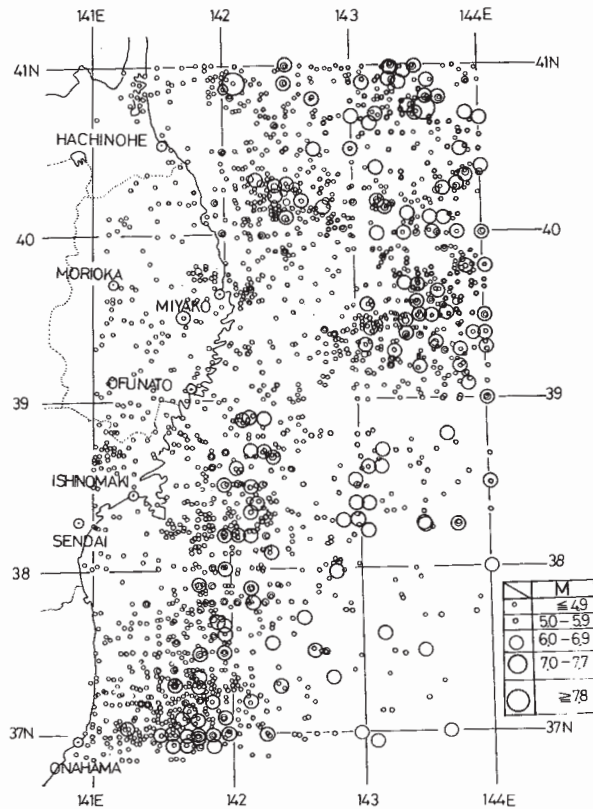 141E 142 143 144E
41N 41N
HACHINOHE
40 40
MORIOKA
MIYAKO
OFUNATO
39 39
ISHNOMAKI
SENDAI
38 38
M
≦4.9
5.0-5.9
6.0-6.9
7.0-7.7
≧7.8
37N 37N
ONAHAMA
141E 142 143 144E